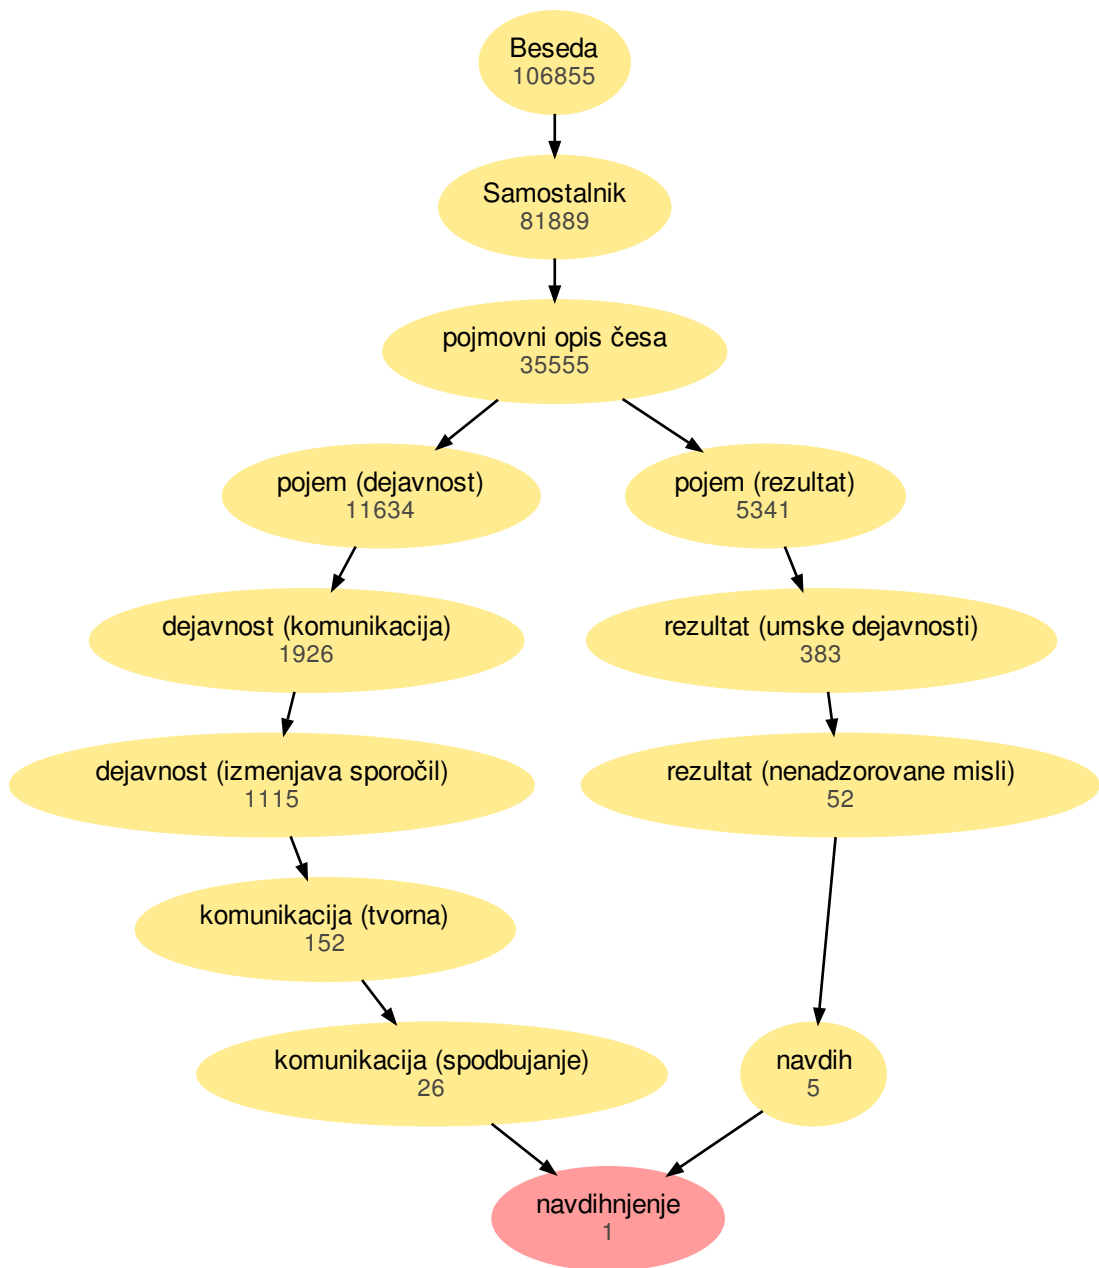 Beseda
106855
Samostalnik
81889
pojmovni opis česa
35555
pojem (dejavnost)
11634
pojem (rezultat)
5341
dejavnost (komunikacija)
1926
rezultat (umske dejavnosti)
383
dejavnost (izmenjava sporočil)
1115
rezultat (nenadzorovane misli)
52
komunikacija (tvorna)
152
komunikacija (spodbujanje)
26
navdih
5
navdihnjenje
1